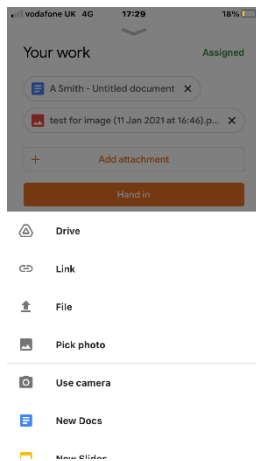 vodafone UK 4G 17:29 18%
Your work Assigned
A Smith - Untitled document ×
test for image (11 Jan 2021 at 16:46).p... ×
+ Add attachment
Hand in
Drive
Link
File
Pick photo
Use camera
New Docs
New Slides